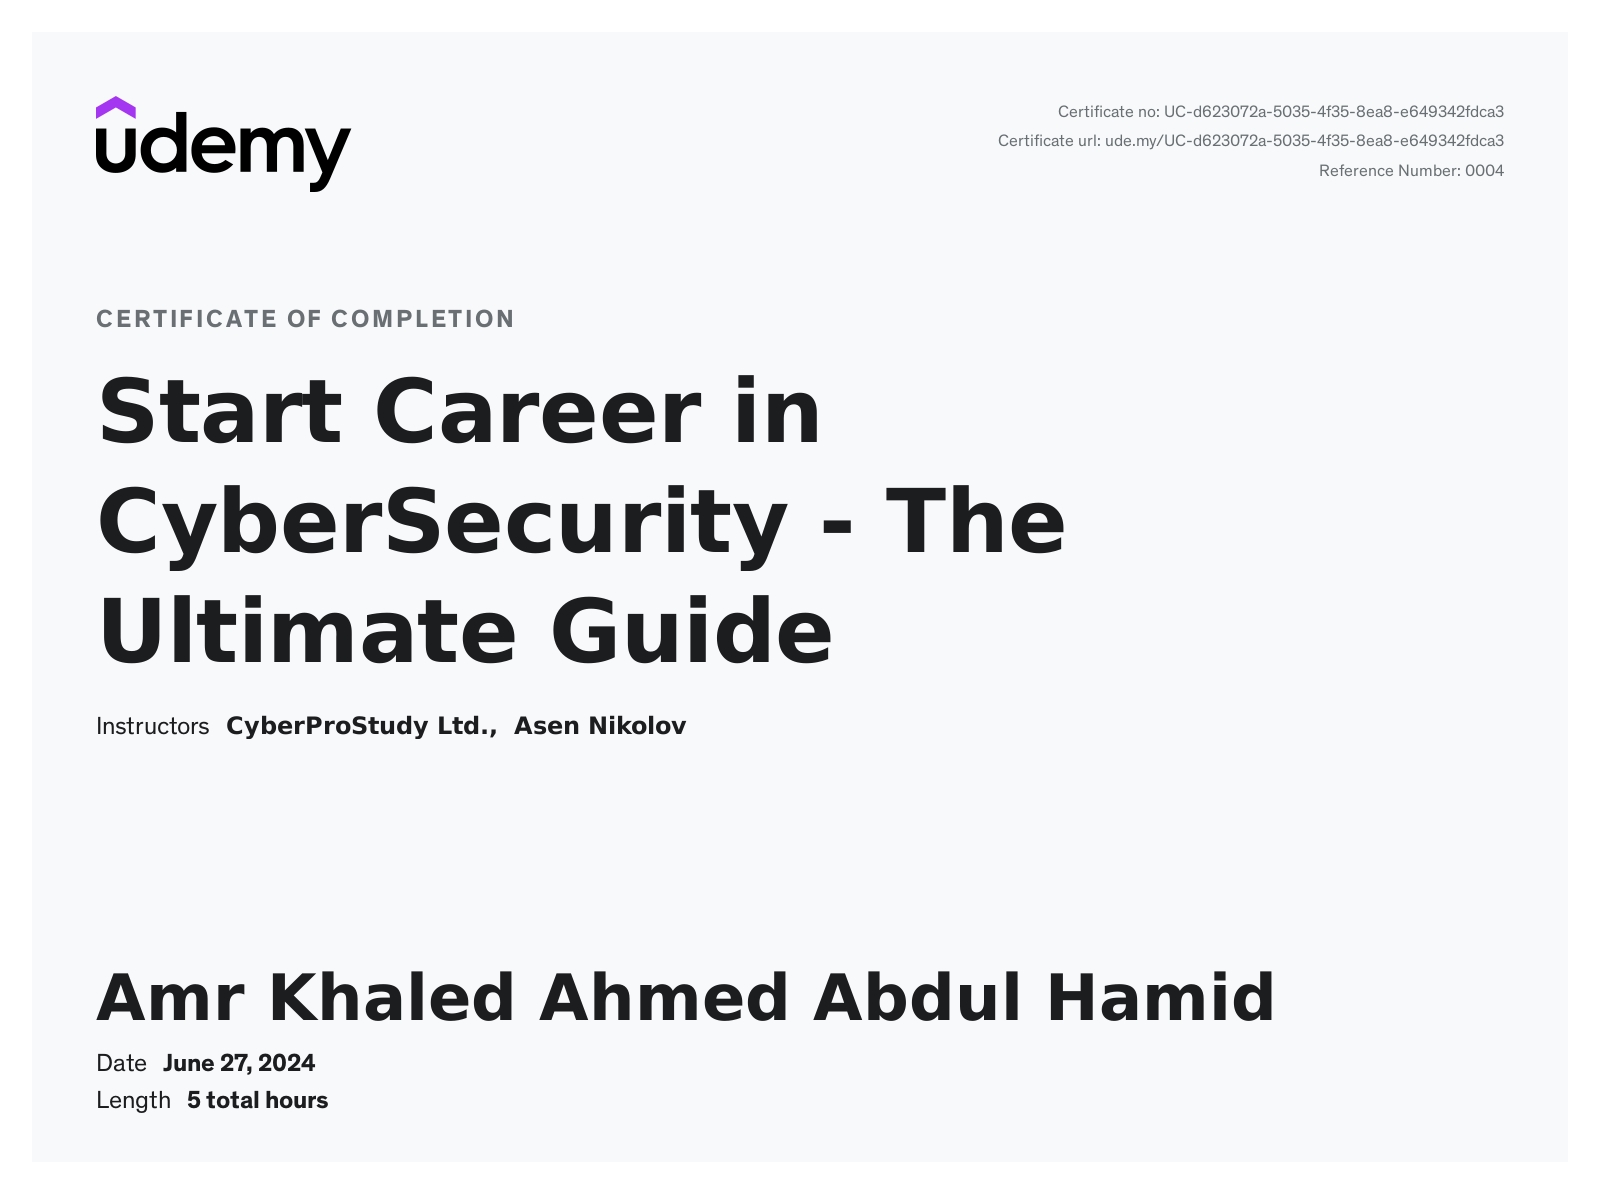 udemy
Certificate no: UC-d623072a-5035-4f35-8ea8-e649342fdca3
Certificate url: ude.my/UC-d623072a-5035-4f35-8ea8-e649342fdca3
Reference Number: 0004
CERTIFICATE OF COMPLETION
Start Career in
CyberSecurity - The
Ultimate Guide
Instructors CyberProStudy Ltd., Asen Nikolov
Amr Khaled Ahmed Abdul Hamid
Date June 27, 2024
Length 5 total hours